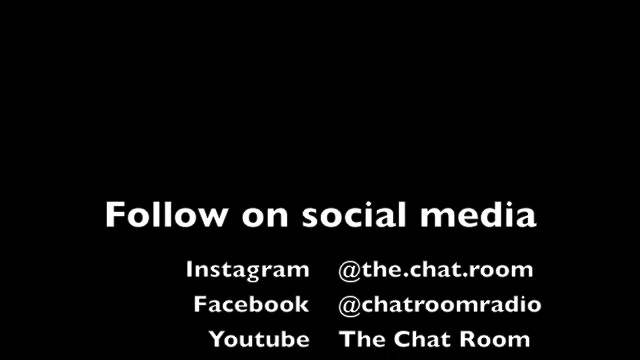 Follow on social media
Instagram @the.chat.room
Facebook @chatroomradio
Youtube The Chat Room